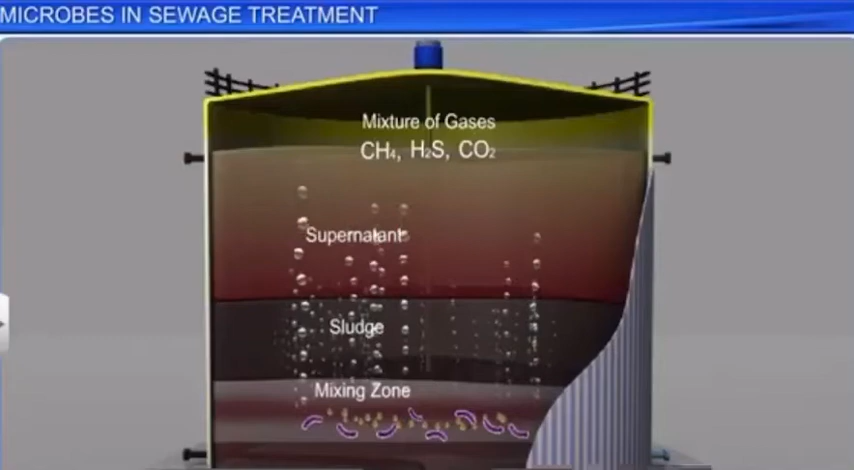 MICROBES IN SEWAGE TREATMENT
Mixture of Gases
CH₄, H₂S, CO₂
Supernatant
Sludge
Mixing Zone